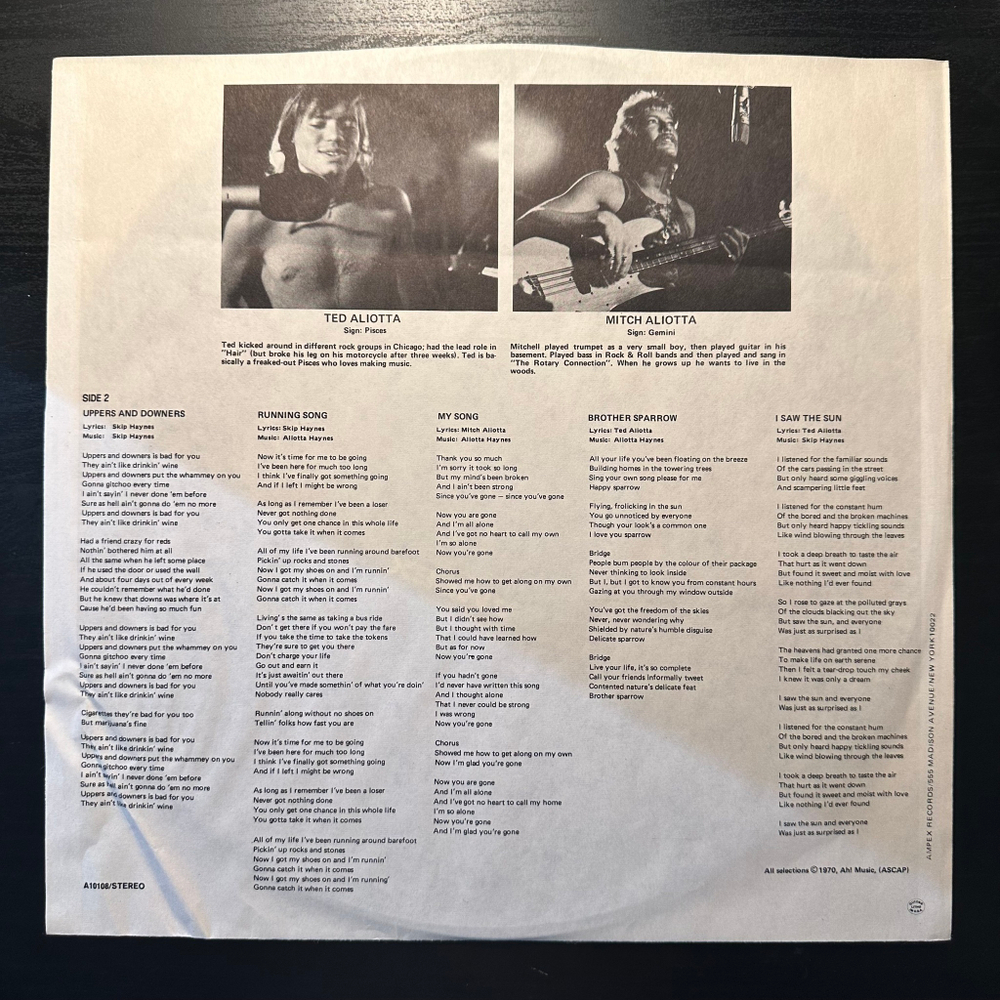 TED ALIOTTA
Sign: Pisces
Ted kicked around in different rock groups in Chicago; had the lead role in
"Hair" (but broke his leg on his motorcycle after three weeks). Ted is ba-
sically a freaked-out Pisces who loves making music.
MITCH ALIOTTA
Sign: Gemini
Mitchell played trumpet as a very small boy, then played guitar in his
basement. Played bass in Rock & Roll bands and then played and sang in
"The Rotary Connection". When he grows up he wants to live in the
woods.
SIDE 2
UPPERS AND DOWNERS
Lyrics: Skip Haynes
Music: Skip Haynes
Uppers and downers is bad for you
They ain't like drinkin' wine
Uppers and downers put the whammey on you
Gonna gitchoo every time
I ain't sayin' I never done 'em before
Sure as hell ain't gonna do 'em no more
Uppers and downers is bad for you
They ain't like drinkin' wine
Had a friend crazy for reds
Nothin' bothered him at all
All the same when he left some place
If he used the door or used the wall
And about four days out of every week
He couldn't remember what he'd done
But he knew that downs was where it's at
Cause he'd been having so much fun
Uppers and downers is bad for you
They ain't like drinkin' wine
Uppers and downers put the whammey on you
Gonna gitchoo every time
I ain't sayin' I never done 'em before
Sure as hell ain't gonna do 'em no more
Uppers and downers is bad for you
They ain't like drinkin' wine
Cigarettes they're bad for you too
But marijuana's fine
Uppers and downers is bad for you
They ain't like drinkin' wine
Uppers and downers put the whammey on you
Gonna gitchoo every time
I ain't sayin' I never done 'em before
Sure as hell ain't gonna do 'em no more
Uppers and downers is bad for you
They ain't like drinkin' wine
A10108/STEREO
RUNNING SONG
Lyrics: Skip Haynes
Music: Aliotta Haynes
Now it's time for me to be going
I've been here for much too long
I think I've finally got something going
And if I left I might be wrong
As long as I remember I've been a loser
Never got nothing done
You only get one chance in this whole life
You gotta take it when it comes
All of my life I've been running around barefoot
Pickin' up rocks and stones
Now I got my shoes on and I'm runnin'
Gonna catch it when it comes
Now I got my shoes on and I'm runnin'
Gonna catch it when it comes
Living's the same as taking a bus ride
Don't get there if you won't pay the fare
If you take the time to take the tokens
They're sure to get you there
Don't charge your life
Go out and earn it
It's just awaitin' out there
Until you've made somethin' of what you're doin'
Nobody really cares
Runnin' along without no shoes on
Tellin' folks how fast you are
Now it's time for me to be going
I've been here for much too long
I think I've finally got something going
And if I left I might be wrong
As long as I remember I've been a loser
Never got nothing done
You only get one chance in this whole life
You gotta take it when it comes
All of my life I've been running around barefoot
Pickin' up rocks and stones
Now I got my shoes on and I'm runnin'
Gonna catch it when it comes
Now I got my shoes on and I'm running'
Gonna catch it when it comes
MY SONG
Lyrics: Mitch Aliotta
Music: Aliotta Haynes
Thank you so much
I'm sorry it took so long
But my mind's been broken
And I ain't been strong
Since you've gone — since you've gone
Now you are gone
And I'm all alone
And I've got no heart to call my own
I'm so alone
Now you're gone
Chorus
Showed me how to get along on my own
Since you've gone
You said you loved me
But I didn't see how
But I thought with time
That I could have learned how
But as for now
Now you're gone
If you hadn't gone
I'd never have written this song
And I thought alone
That I never could be strong
I was wrong
Now you're gone
Chorus
Showed me how to get along on my own
Now I'm glad you're gone
Now you are gone
And I'm all alone
And I've got no heart to call my home
I'm so alone
Now you're gone
And I'm glad you're gone
BROTHER SPARROW
Lyrics: Ted Aliotta
Music: Aliotta Haynes
All your life you've been floating on the breeze
Building homes in the towering trees
Sing your own song please for me
Happy sparrow
Flying, frolicking in the sun
You go unnoticed by everyone
Though your look's a common one
I love you sparrow
Bridge
People bum people by the colour of their package
Never thinking to look inside
But I, but I got to know you from constant hours
Gazing at you through my window outside
You've got the freedom of the skies
Never, never wondering why
Shielded by nature's humble disguise
Delicate sparrow
Bridge
Live your life, it's so complete
Call your friends informally tweet
Contented nature's delicate feat
Brother sparrow
I SAW THE SUN
Lyrics: Ted Aliotta
Music: Skip Haynes
I listened for the familiar sounds
Of the cars passing in the street
But only heard some giggling voices
And scampering little feet
I listened for the constant hum
Of the bored and the broken machines
But only heard happy tickling sounds
Like wind blowing through the leaves
I took a deep breath to taste the air
That hurt as it went down
But found it sweet and moist with love
Like nothing I'd ever found
So I rose to gaze at the polluted grays
Of the clouds blacking out the sky
But saw the sun, and everyone
Was just as surprised as I
The heavens had granted one more chance
To make life on earth serene
Then I felt a tear-drop touch my cheek
I knew it was only a dream
I saw the sun and everyone
Was just as surprised as I
I listened for the constant hum
Of the bored and the broken machines
But only heard happy tickling sounds
Like wind blowing through the leaves
I took a deep breath to taste the air
That hurt as it went down
But found it sweet and moist with love
Like nothing I'd ever found
I saw the sun and everyone
Was just as surprised as I
All selections ©1970, Ah! Music, (ASCAP)
AMPEX RECORDS/555 MADISON AVENUE/NEW YORK 10022